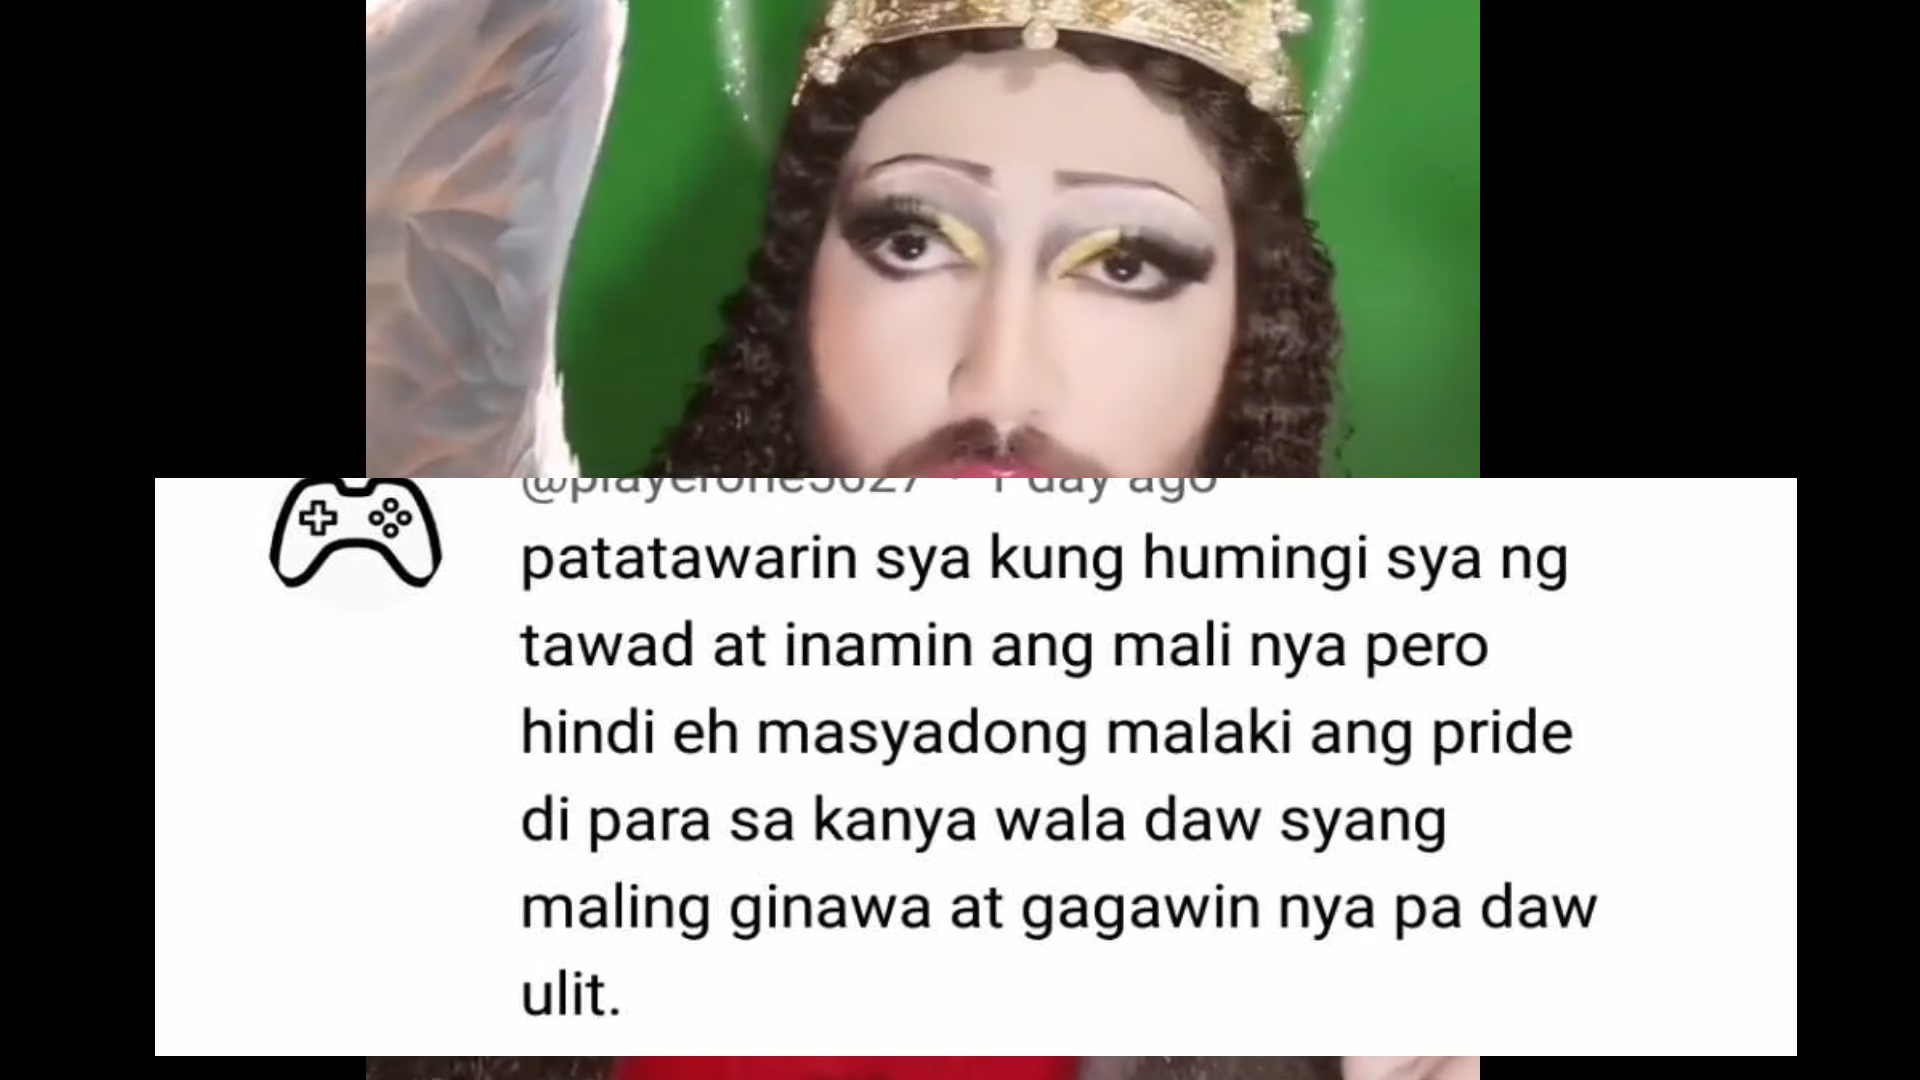 patatawarin sya kung humingi sya ng
tawad at inamin ang mali nya pero
hindi eh masyadong malaki ang pride
di para sa kanya wala daw syang
maling ginawa at gagawin nya pa daw
ulit.